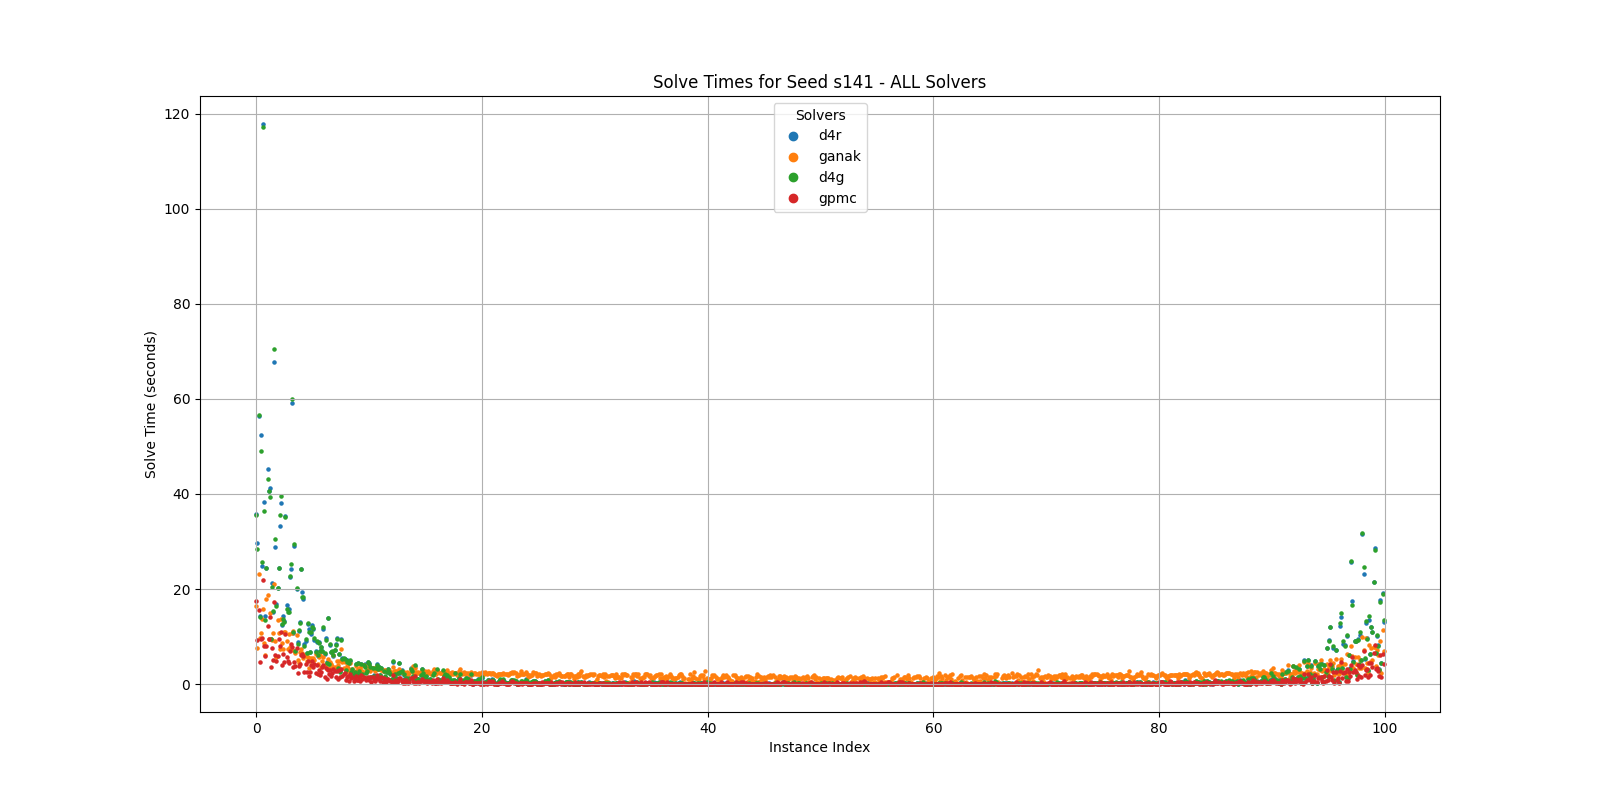 Solve Times for Seed s141 - ALL Solvers
Solvers
d4r
ganak
d4g
gpmc
Solve Time (seconds)
120
100
80
60
40
20
0
0 20 40 60 80 100
Instance Index